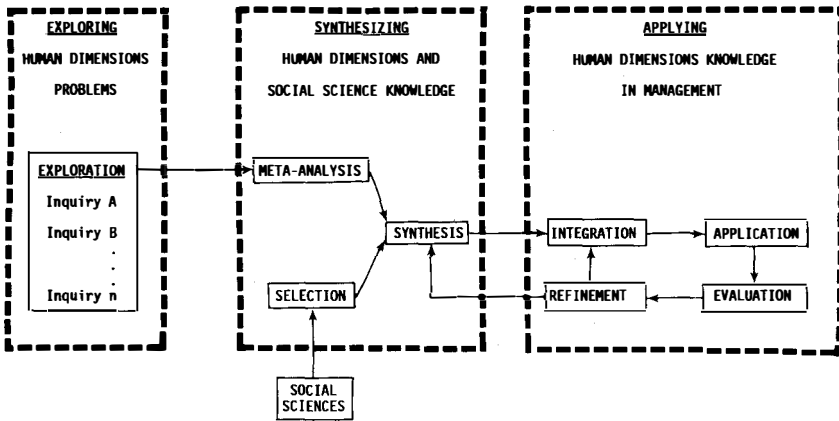 EXPLORING
HUMAN DIMENSIONS
PROBLEMS
EXPLORATION
Inquiry A
Inquiry B
.
.
.
Inquiry n
SYNTHESIZING
HUMAN DIMENSIONS AND
SOCIAL SCIENCE KNOWLEDGE
META-ANALYSIS
SYNTHESIS
SELECTION
SOCIAL
SCIENCES
APPLYING
HUMAN DIMENSIONS KNOWLEDGE
IN MANAGEMENT
INTEGRATION
APPLICATION
REFINEMENT
EVALUATION